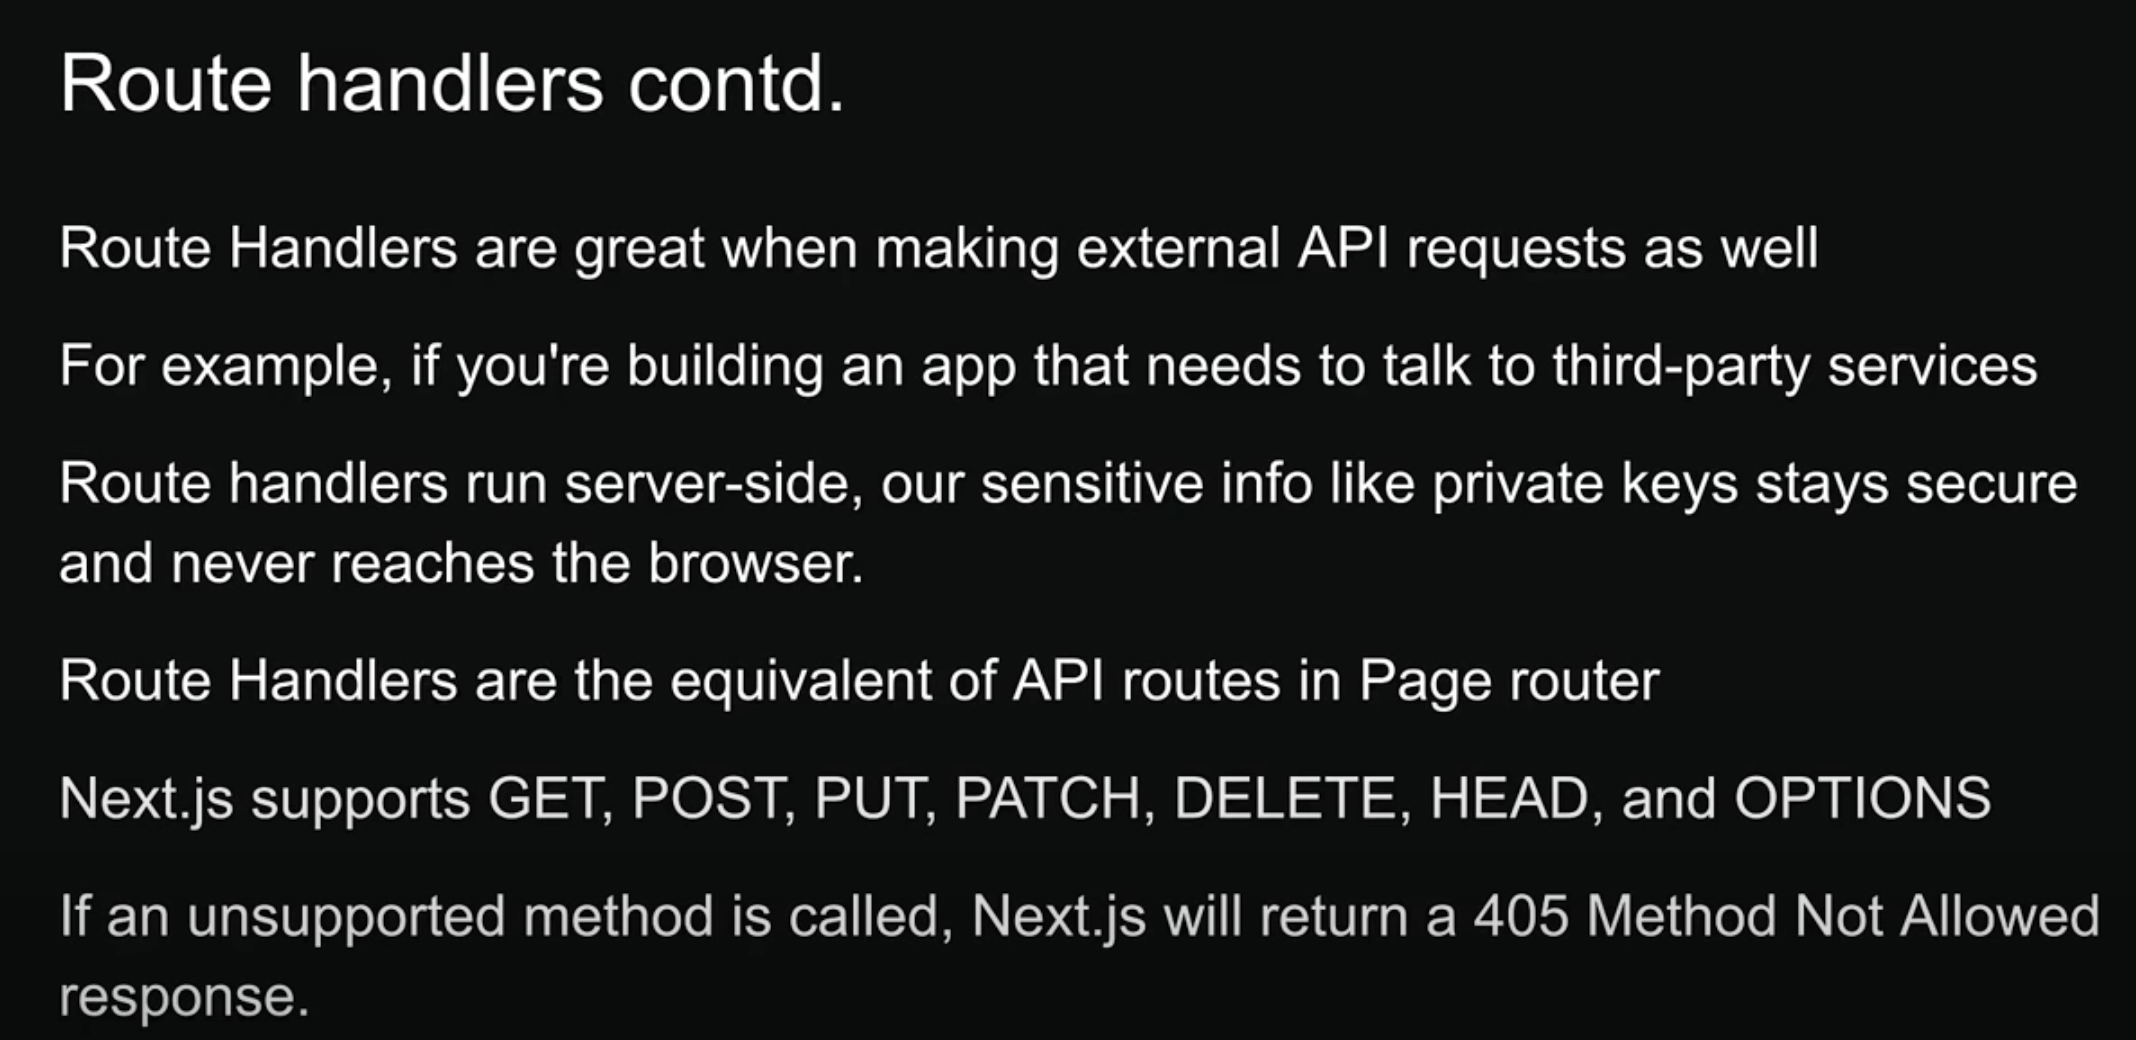 Route handlers contd.
Route Handlers are great when making external API requests as well
For example, if you're building an app that needs to talk to third-party services
Route handlers run server-side, our sensitive info like private keys stays secure
and never reaches the browser.
Route Handlers are the equivalent of API routes in Page router
Next.js supports GET, POST, PUT, PATCH, DELETE, HEAD, and OPTIONS
If an unsupported method is called, Next.js will return a 405 Method Not Allowed
response.